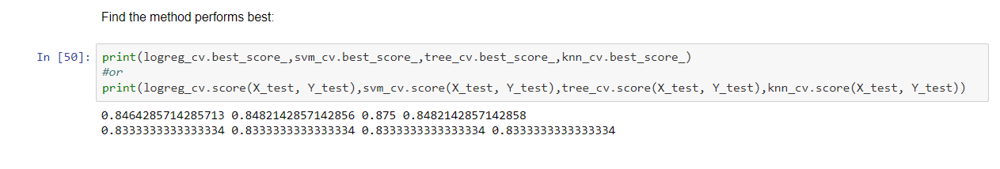 Find the method performs best:
In [50]: print(logreg_cv.best_score_,svm_cv.best_score_,tree_cv.best_score_,knn_cv.best_score_)
#or
print(logreg_cv.score(X_test, Y_test),svm_cv.score(X_test, Y_test),tree_cv.score(X_test, Y_test),knn_cv.score(X_test, Y_test))
0.8464285714285713 0.8482142857142856 0.875 0.8482142857142858
0.8333333333333334 0.8333333333333334 0.8333333333333334 0.8333333333333334